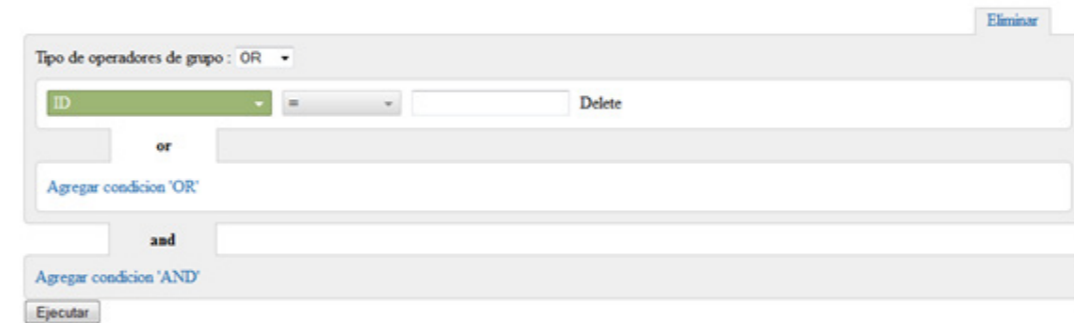 Eliminar
Tipo de operadores de grupo : OR
ID = Delete
or
Agregar condicion 'OR'
and
Agregar condicion 'AND'
Ejecutar